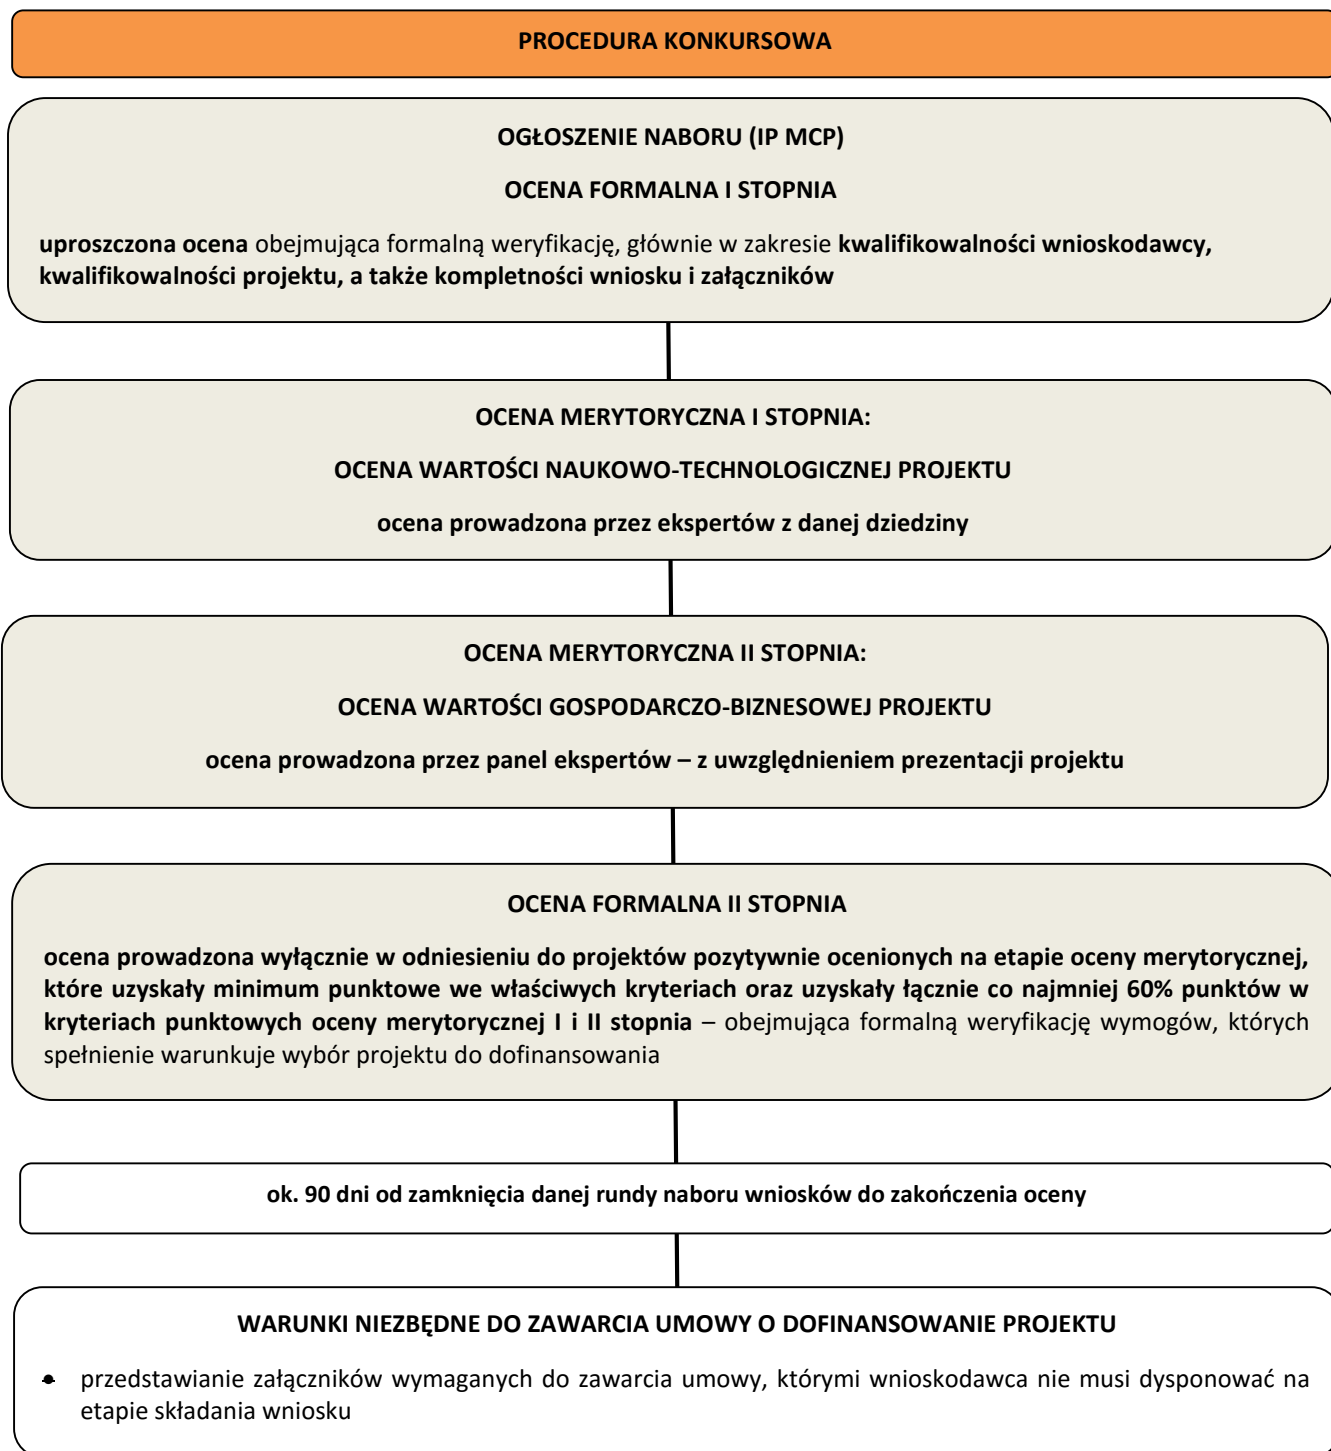 PROCEDURA KONKURSOWA
OGŁOSZENIE NABORU (IP MCP)
OCENA FORMALNA I STOPNIA
uproszczona ocena obejmująca formalną weryfikację, głównie w zakresie kwalifikowalności wnioskodawcy,
kwalifikowalności projektu, a także kompletności wniosku i załączników
OCENA MERYTORYCZNA I STOPNIA:
OCENA WARTOŚCI NAUKOWO-TECHNOLOGICZNEJ PROJEKTU
ocena prowadzona przez ekspertów z danej dziedziny
OCENA MERYTORYCZNA II STOPNIA:
OCENA WARTOŚCI GOSPODARCZO-BIZNESOWEJ PROJEKTU
ocena prowadzona przez panel ekspertów – z uwzględnieniem prezentacji projektu
OCENA FORMALNA II STOPNIA
ocena prowadzona wyłącznie w odniesieniu do projektów pozytywnie ocenionych na etapie oceny merytorycznej,
które uzyskały minimum punktowe we właściwych kryteriach oraz uzyskały łącznie co najmniej 60% punktów w
kryteriach punktowych oceny merytorycznej I i II stopnia – obejmująca formalną weryfikację wymogów, których
spełnienie warunkuje wybór projektu do dofinansowania
ok. 90 dni od zamknięcia danej rundy naboru wniosków do zakończenia oceny
WARUNKI NIEZBĘDNE DO ZAWARCIA UMOWY O DOFINANSOWANIE PROJEKTU
• przedstawianie załączników wymaganych do zawarcia umowy, którymi wnioskodawca nie musi dysponować na
etapie składania wniosku